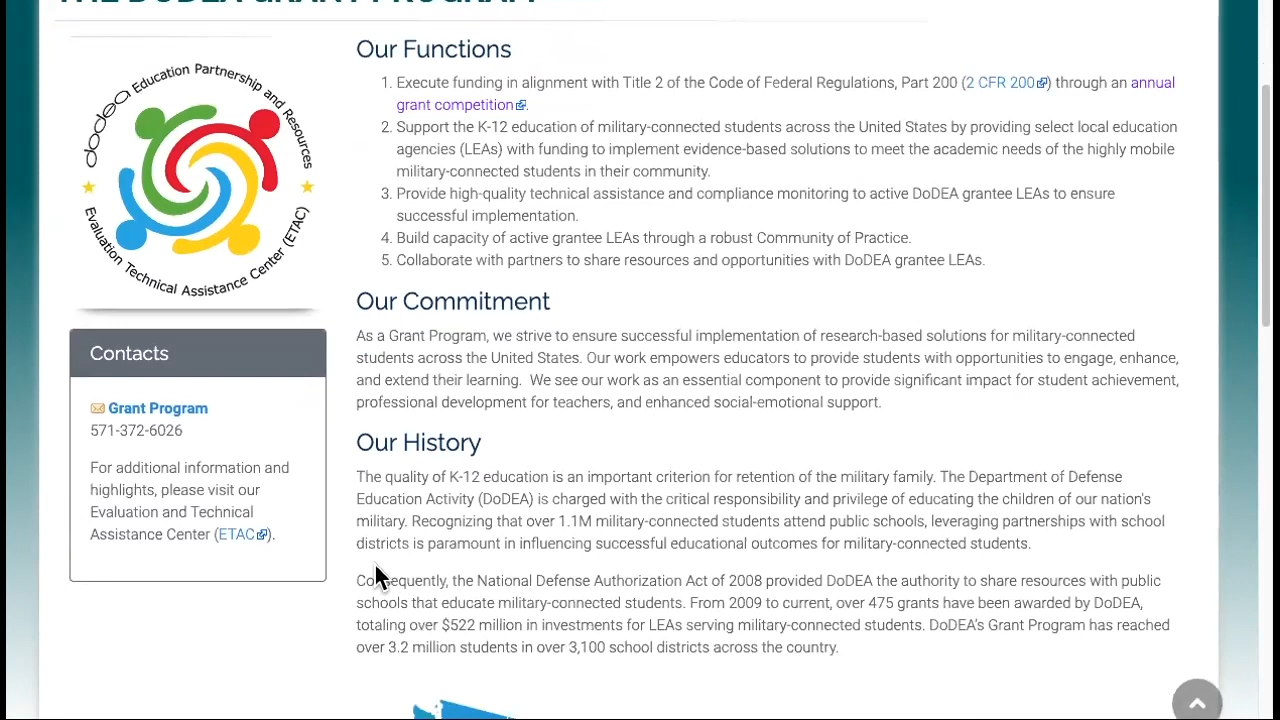 THE DODEA GRANT PROGRAM
dodea Education Partnership and Resources
Evaluation Technical Assistance Center (ETAC)
Contacts
Grant Program
571-372-6026
For additional information and
highlights, please visit our
Evaluation and Technical
Assistance Center (ETAC).
Our Functions
1. Execute funding in alignment with Title 2 of the Code of Federal Regulations, Part 200 (2 CFR 200) through an annual
grant competition.
2. Support the K-12 education of military-connected students across the United States by providing select local education
agencies (LEAs) with funding to implement evidence-based solutions to meet the academic needs of the highly mobile
military-connected students in their community.
3. Provide high-quality technical assistance and compliance monitoring to active DoDEA grantee LEAs to ensure
successful implementation.
4. Build capacity of active grantee LEAs through a robust Community of Practice.
5. Collaborate with partners to share resources and opportunities with DoDEA grantee LEAs.
Our Commitment
As a Grant Program, we strive to ensure successful implementation of research-based solutions for military-connected
students across the United States. Our work empowers educators to provide students with opportunities to engage, enhance,
and extend their learning. We see our work as an essential component to provide significant impact for student achievement,
professional development for teachers, and enhanced social-emotional support.
Our History
The quality of K-12 education is an important criterion for retention of the military family. The Department of Defense
Education Activity (DoDEA) is charged with the critical responsibility and privilege of educating the children of our nation's
military. Recognizing that over 1.1M military-connected students attend public schools, leveraging partnerships with school
districts is paramount in influencing successful educational outcomes for military-connected students.
Consequently, the National Defense Authorization Act of 2008 provided DoDEA the authority to share resources with public
schools that educate military-connected students. From 2009 to current, over 475 grants have been awarded by DoDEA,
totaling over $522 million in investments for LEAs serving military-connected students. DoDEA's Grant Program has reached
over 3.2 million students in over 3,100 school districts across the country.